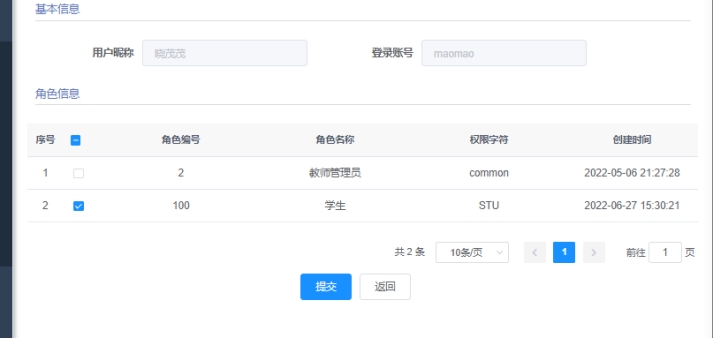 基本信息
用户昵称 晓茂茂 登录账号 maomao
角色信息
序号 角色编号 角色名称 权限字符 创建时间
1 2 教师管理员 common 2022-05-06 21:27:28
2 100 学生 STU 2022-06-27 15:30:21
共 2 条 10条/页 1 前往 1 页
提交 返回